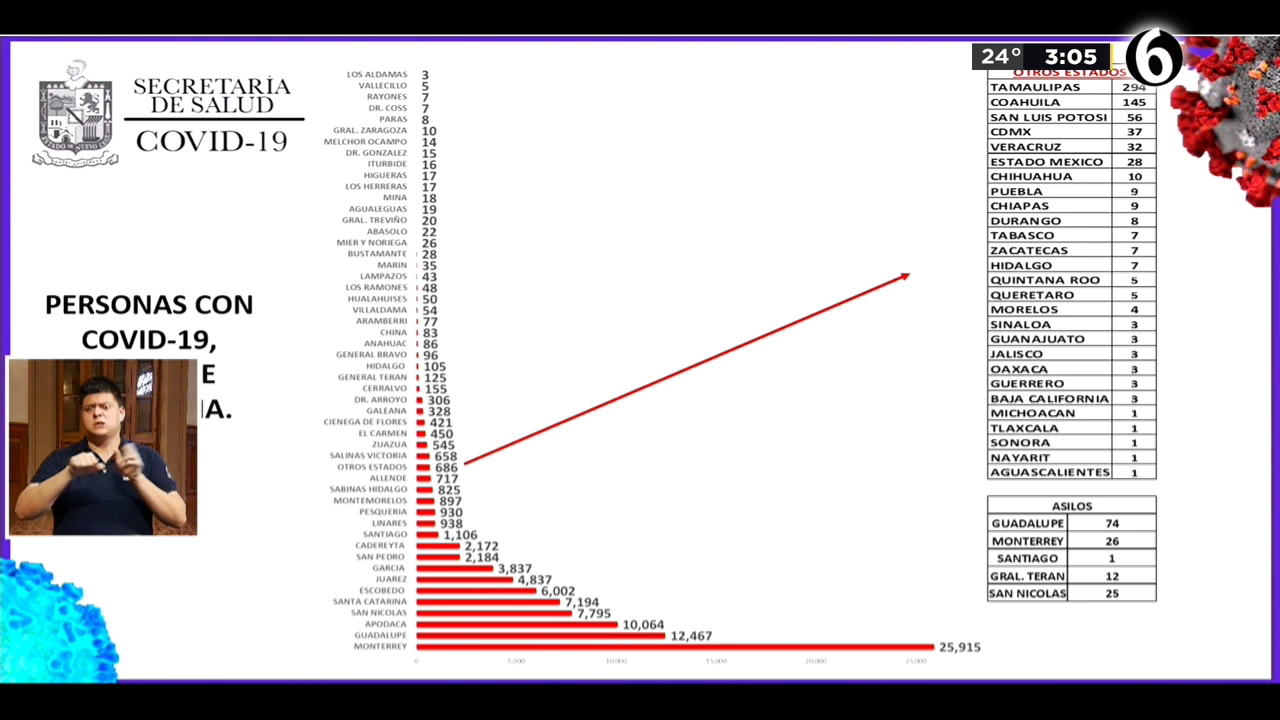 24° 3:05 6
SECRETARÍA
DE SALUD
COVID-19
PERSONAS CON
COVID-19,
LOS ALDAMAS 3
VALLECILLO 5
RAYONES 7
DR. COSS 7
PARAS 8
GRAL. ZARAGOZA 10
MELCHOR OCAMPO 14
DR. GONZALEZ 15
ITURBIDE 16
HIGUERAS 17
LOS HERRERAS 17
MINA 18
AGUALEGUAS 19
GRAL. TREVIÑO 20
ABASOLO 22
MIER Y NORIEGA 26
BUSTAMANTE 28
MARIN 35
LAMPAZOS 43
LOS RAMONES 48
HUALAHUISES 50
VILLALDAMA 54
ARAMBERRI 77
CHINA 83
ANAHUAC 86
GENERAL BRAVO 96
HIDALGO 105
GENERAL TERAN 125
CERRALVO 155
DR. ARROYO 306
GALEANA 328
CIENEGA DE FLORES 421
EL CARMEN 450
ZUAZUA 545
SALINAS VICTORIA 658
OTROS ESTADOS 686
ALLENDE 717
SABINAS HIDALGO 825
MONTEMORELOS 897
PESQUERIA 930
LINARES 938
SANTIAGO 1,106
CADEREYTA 2,172
SAN PEDRO 2,184
GARCIA 3,837
JUAREZ 4,837
ESCOBEDO 6,002
SANTA CATARINA 7,194
SAN NICOLAS 7,795
APODACA 10,064
GUADALUPE 12,467
MONTERREY 25,915
0 5,000 10,000 15,000 20,000 25,000
OTROS ESTADOS
TAMAULIPAS 294
COAHUILA 145
SAN LUIS POTOSI 56
CDMX 37
VERACRUZ 32
ESTADO MEXICO 28
CHIHUAHUA 10
PUEBLA 9
CHIAPAS 9
DURANGO 8
TABASCO 7
ZACATECAS 7
HIDALGO 7
QUINTANA ROO 5
QUERETARO 5
MORELOS 4
SINALOA 3
GUANAJUATO 3
JALISCO 3
OAXACA 3
GUERRERO 3
BAJA CALIFORNIA 3
MICHOACAN 1
TLAXCALA 1
SONORA 1
NAYARIT 1
AGUASCALIENTES 1
ASILOS
GUADALUPE 74
MONTERREY 26
SANTIAGO 1
GRAL. TERAN 12
SAN NICOLAS 25